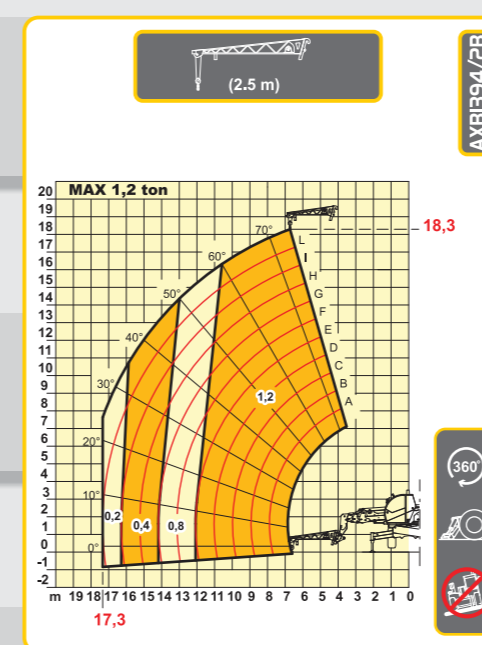 (2.5 m)
AXB1394/2B
MAX 1,2 ton
20
19
18
17
16
15
14
13
12
11
10
9
8
7
6
5
4
3
2
1
0
-1
-2
18,3
70°
60°
50°
40°
30°
20°
10°
0°
L
I
H
G
F
E
D
C
B
A
1,2
0,2
0,4
0,8
m 19 18 17 16 15 14 13 12 11 10 9 8 7 6 5 4 3 2 1 0
17,3
360°